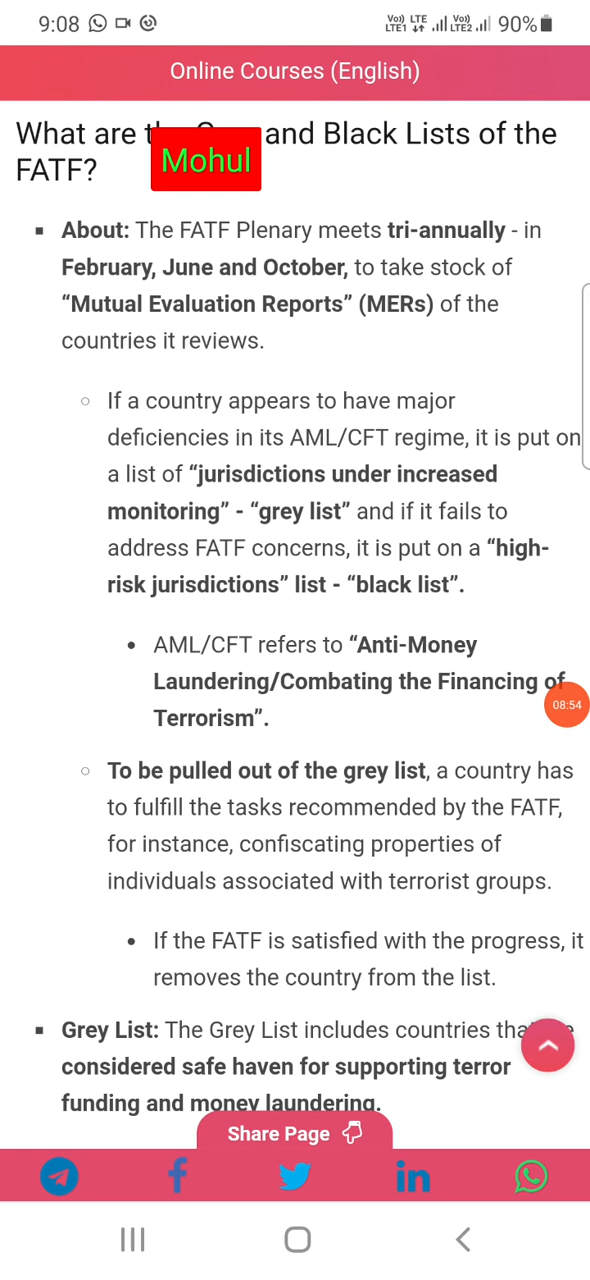 9:08 Vo) LTE LTE1 Vo) LTE2 90%
Online Courses (English)
What are and Black Lists of the
Mohul
FATF?
▪ About: The FATF Plenary meets tri-annually - in
February, June and October, to take stock of
“Mutual Evaluation Reports” (MERs) of the
countries it reviews.
○ If a country appears to have major
deficiencies in its AML/CFT regime, it is put on
a list of “jurisdictions under increased
monitoring” - “grey list” and if it fails to
address FATF concerns, it is put on a “high-
risk jurisdictions” list - “black list”.
• AML/CFT refers to “Anti-Money
Laundering/Combating the Financing of
08:54
Terrorism”.
○ To be pulled out of the grey list, a country has
to fulfill the tasks recommended by the FATF,
for instance, confiscating properties of
individuals associated with terrorist groups.
• If the FATF is satisfied with the progress, it
removes the country from the list.
▪ Grey List: The Grey List includes countries
considered safe haven for supporting terror
funding and money laundering.
Share Page